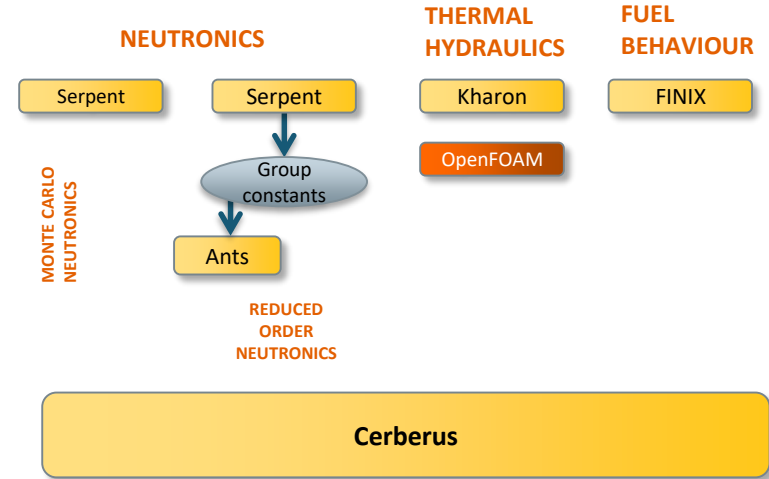 NEUTRONICS
THERMAL
HYDRAULICS
FUEL
BEHAVIOUR
Serpent
Serpent
Kharon
FINIX
OpenFOAM
Group
constants
MONTE CARLO
NEUTRONICS
Ants
REDUCED
ORDER
NEUTRONICS
Cerberus